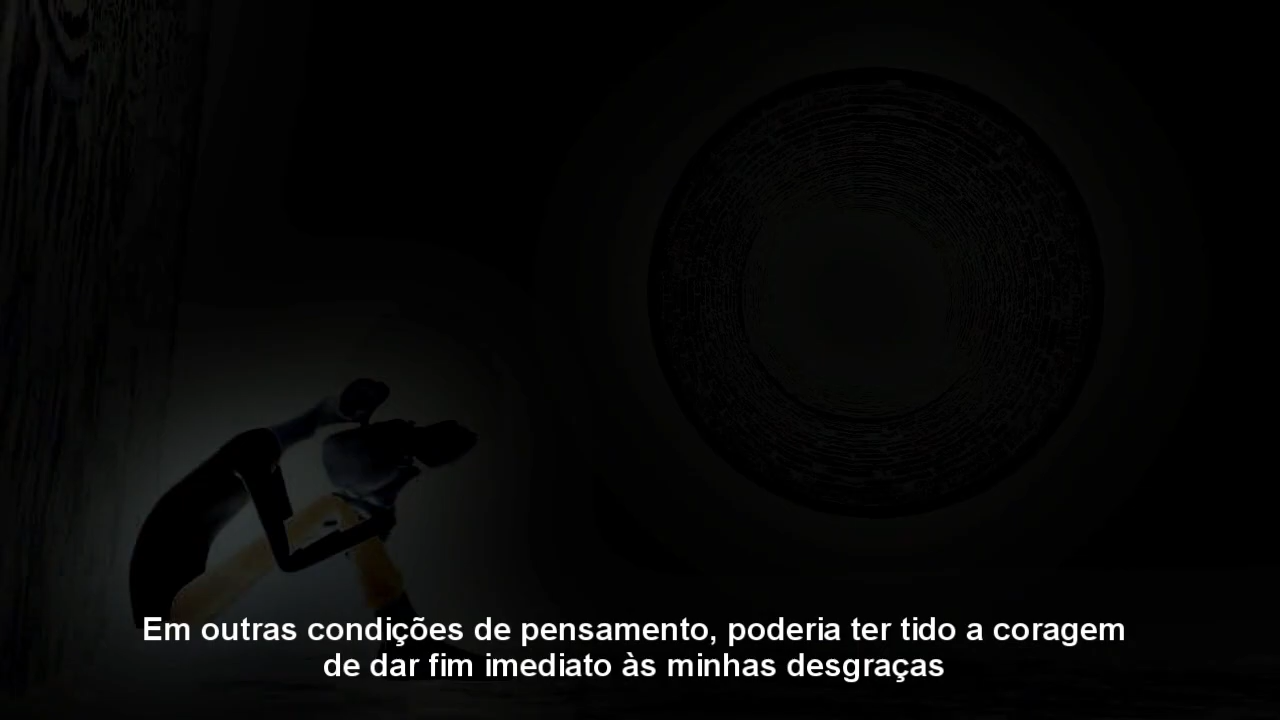 Em outras condições de pensamento, poderia ter tido a coragem
de dar fim imediato às minhas desgraças